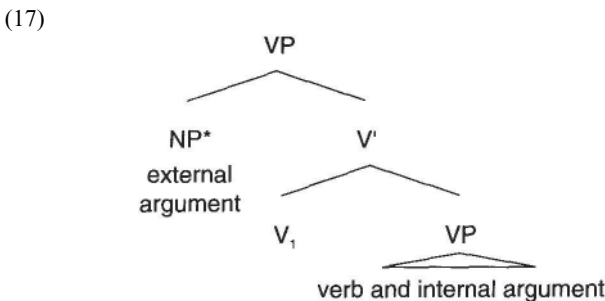 (17)
VP
NP* V'
external
argument
V₁ VP
verb and internal argument